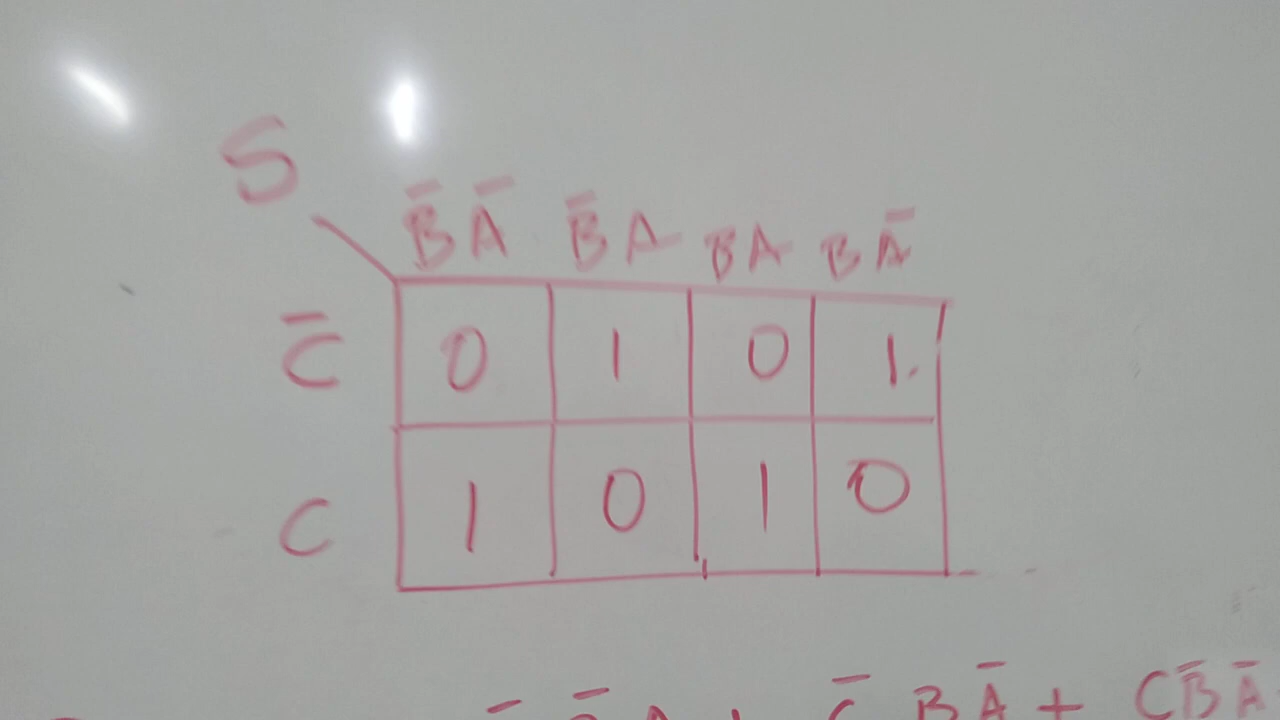 S
B̄Ā B̄A BA BĀ
C̄ 0 1 0 1.
C 1 0 1 0
C̄ BĀ + CB̄Ā